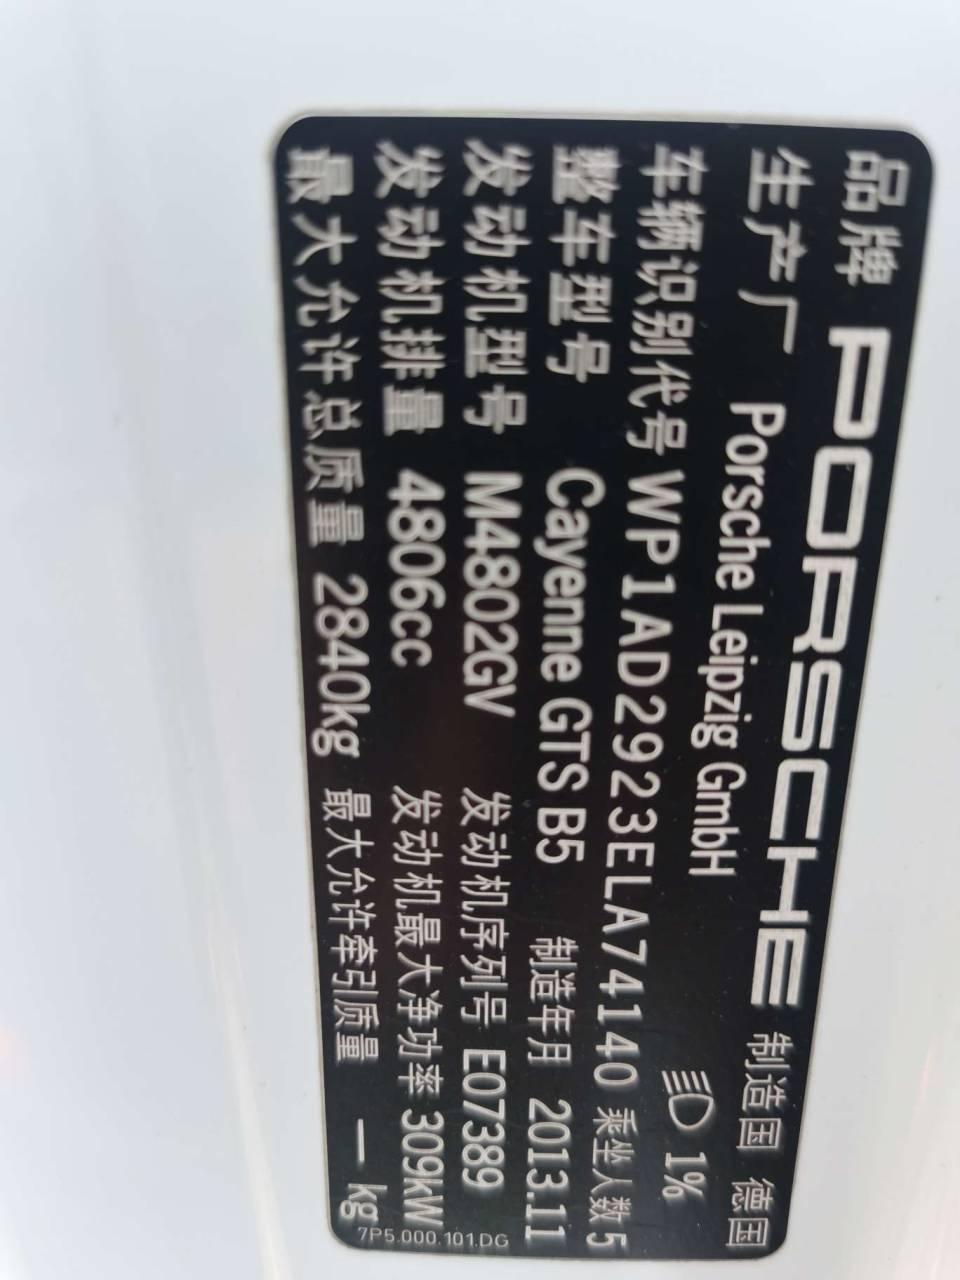 品牌 PORSCHE 制造国 德国
生产厂 Porsche Leipzig GmbH 1%
车辆识别代号 WP1AD2923ELA74140 乘坐人数 5
整车型号 Cayenne GTS B5 制造年月 2013.11
发动机型号 M4802GV 发动机序列号 E07389
发动机排量 4806cc 发动机最大净功率 309kW
最大允许总质量 2840kg 最大允许牵引质量 — kg
7P5.000.101.DG